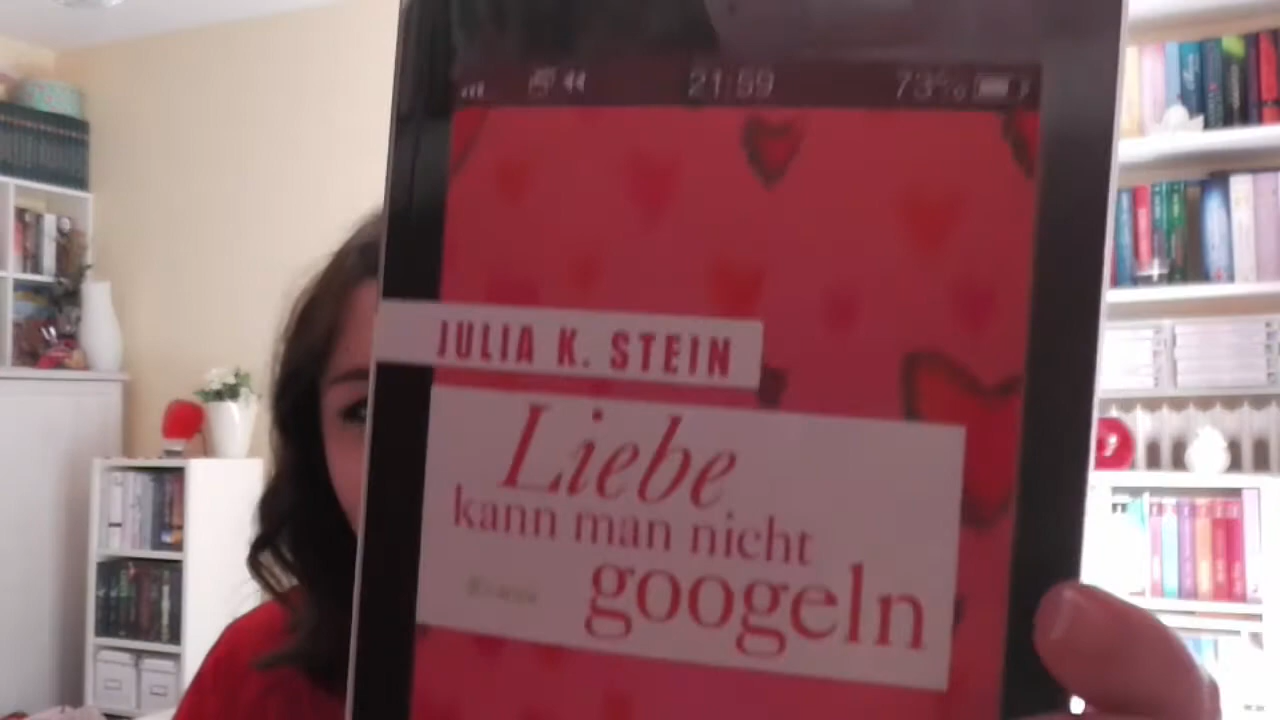 21:59 73%
JULIA K. STEIN
Liebe
kann man nicht
googeln